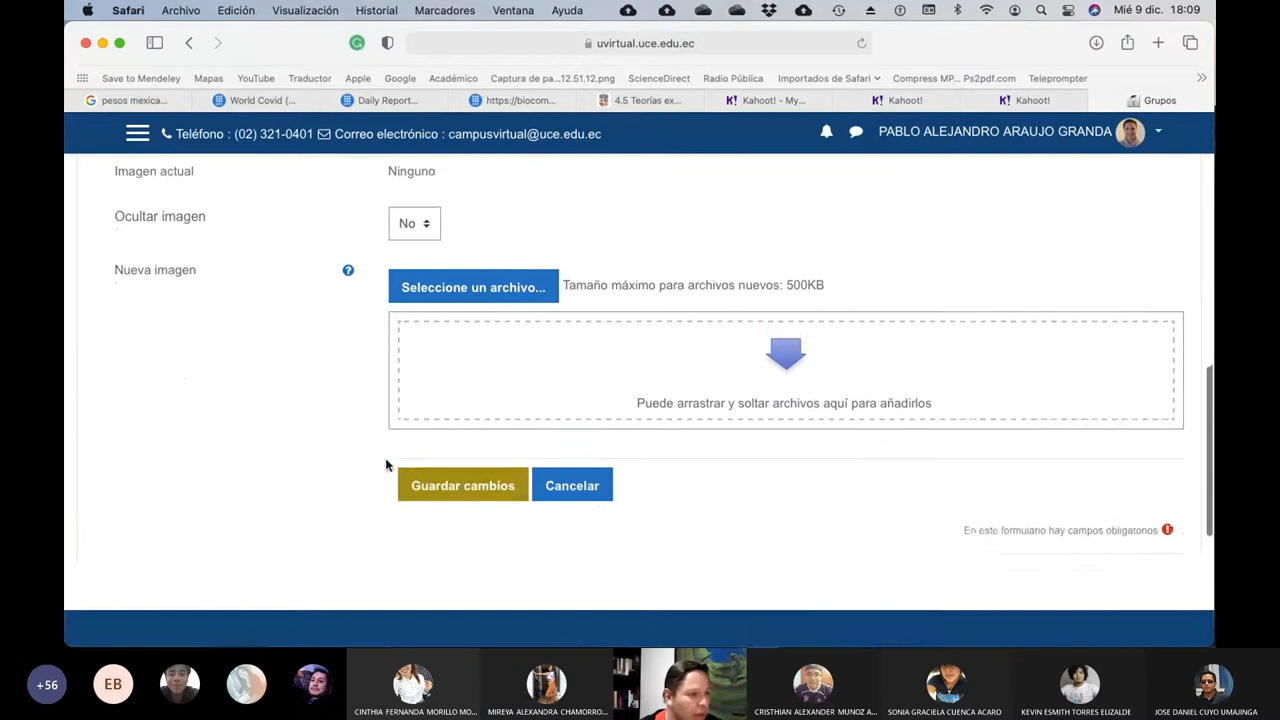 Safari Archivo Edición Visualización Historial Marcadores Ventana Ayuda Mié 9 dic. 18:09
uvirtual.uce.edu.ec
Save to Mendeley Mapas YouTube Traductor Apple Google Académico Captura de pa...12.51.12.png ScienceDirect Radio Pública Importados de Safari Compress MP... Ps2pdf.com Teleprompter
pesos mexica... World Covid (... Daily Report... https://biocom... 4.5 Teorías ex... Kahoot! - My... Kahoot! Kahoot! Grupos
Teléfono : (02) 321-0401 Correo electrónico : campusvirtual@uce.edu.ec PABLO ALEJANDRO ARAUJO GRANDA
Imagen actual Ninguno
Ocultar imagen No
Nueva imagen Seleccione un archivo... Tamaño máximo para archivos nuevos: 500KB
Puede arrastrar y soltar archivos aquí para añadirlos
Guardar cambios Cancelar
En este formulario hay campos obligatorios
+56 EB
CINTHIA FERNANDA MORILLO MO... MIREYA ALEXANDRA CHAMORRO... CRISTHIAN ALEXANDER MUNOZ A... SONIA GRACIELA CUENCA ACARO KEVIN ESMITH TORRES ELIZALDE JOSE DANIEL CUYO UMAJINGA